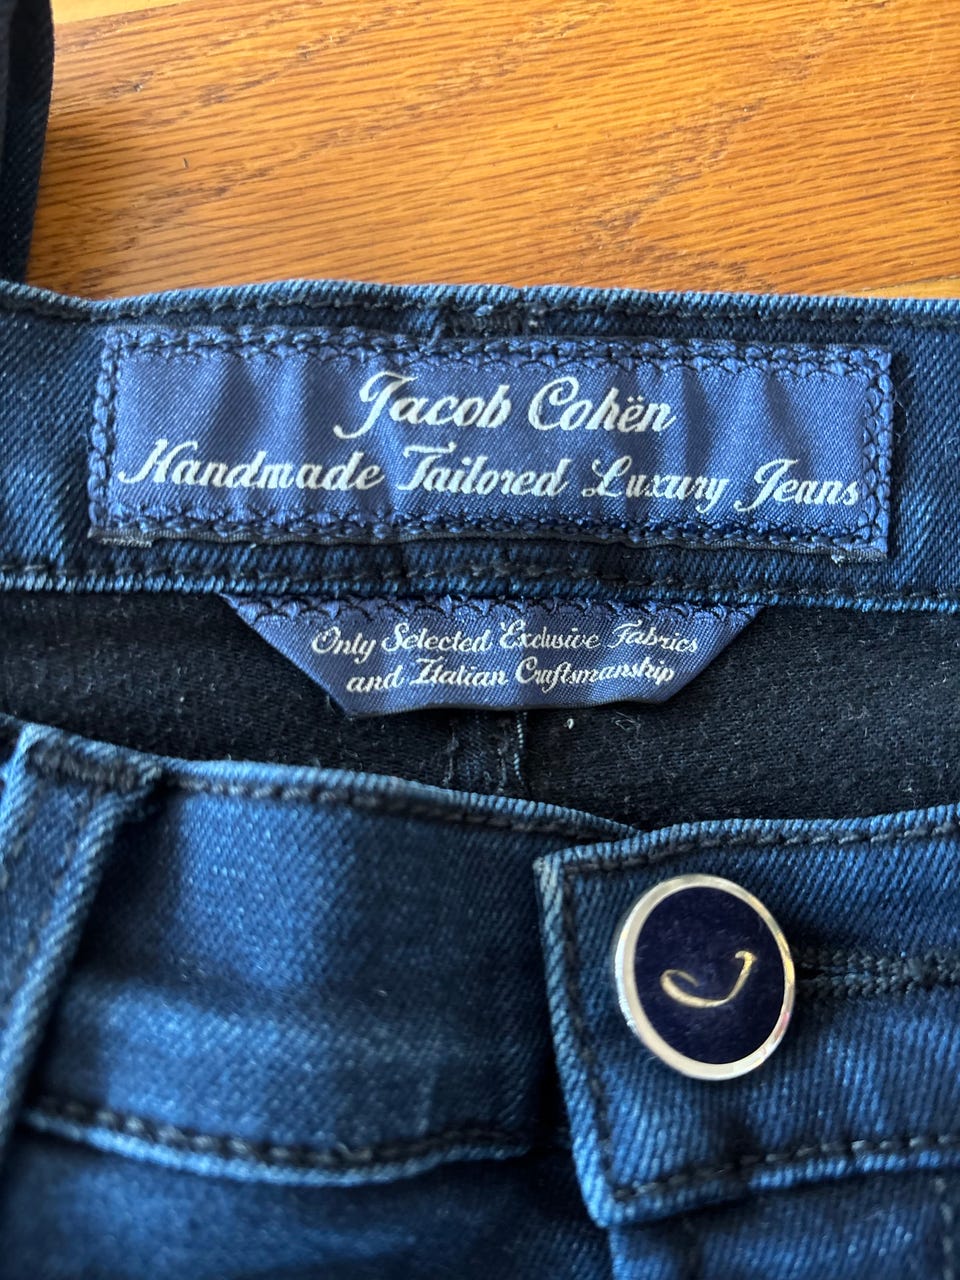 Jacob Cohën
Handmade Tailored Luxury Jeans
Only Selected Exclusive Fabrics
and Italian Craftsmanship
J